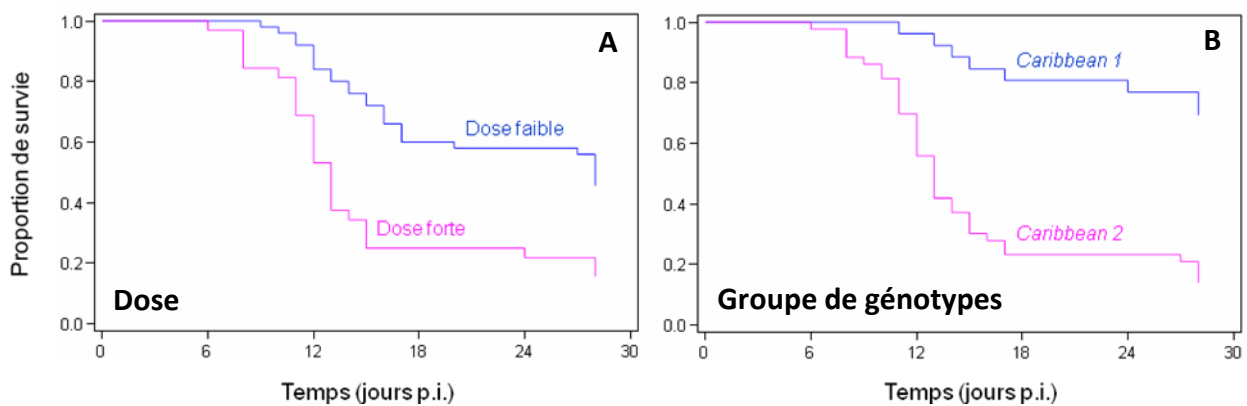 Proportion de survie
1.0
0.8
0.6
0.4
0.2
0.0
A
Dose faible
Dose forte
Dose
0
6
12
18
24
30
Temps (jours p.i.)
1.0
0.8
0.6
0.4
0.2
0.0
B
Caribbean 1
Caribbean 2
Groupe de génotypes
0
6
12
18
24
30
Temps (jours p.i.)